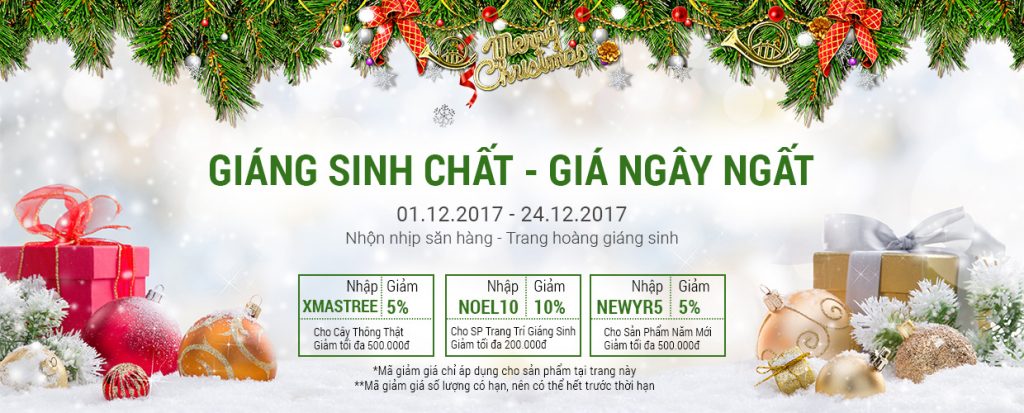 Merry
Christmas
GIÁNG SINH CHẤT - GIÁ NGÂY NGẤT
01.12.2017 - 24.12.2017
Nhộn nhịp săn hàng - Trang hoàng giáng sinh
Nhập Giảm
XMASTREE 5%
Cho Cây Thông Thật
Giảm tối đa 500.000đ
Nhập Giảm
NOEL10 10%
Cho SP Trang Trí Giáng Sinh
Giảm tối đa 200.000đ
Nhập Giảm
NEWYR5 5%
Cho Sản Phẩm Năm Mới
Giảm tối đa 500.000đ
*Mã giảm giá chỉ áp dụng cho sản phẩm tại trang này
**Mã giảm giá số lượng có hạn, nên có thể hết trước thời hạn